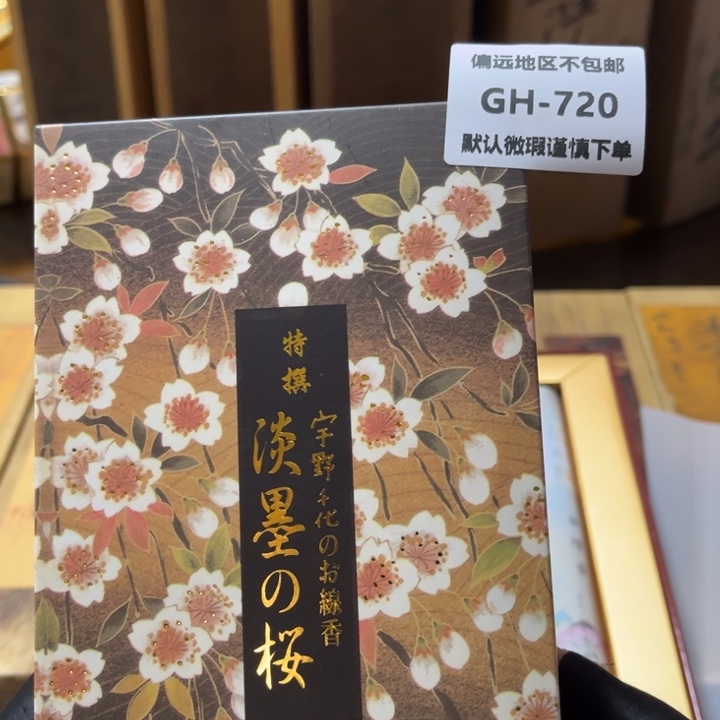 偏远地区不包邮
GH-720
默认微瑕谨慎下单
特撰
宇野千代のお線香
淡墨の桜